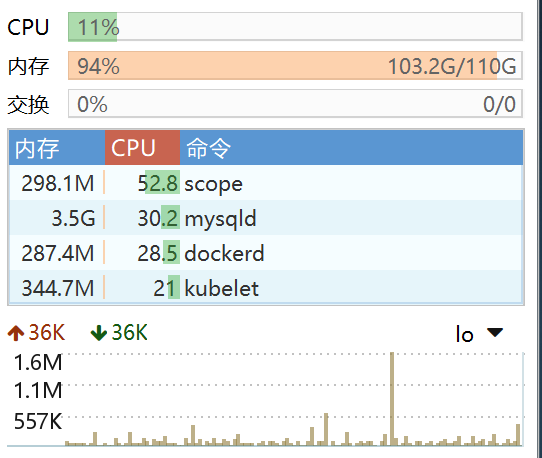 CPU 11%
内存 94% 103.2G/110G
交换 0% 0/0
内存 CPU 命令
298.1M 52.8 scope
3.5G 30.2 mysqld
287.4M 28.5 dockerd
344.7M 21 kubelet
36K 36K lo
1.6M
1.1M
557K